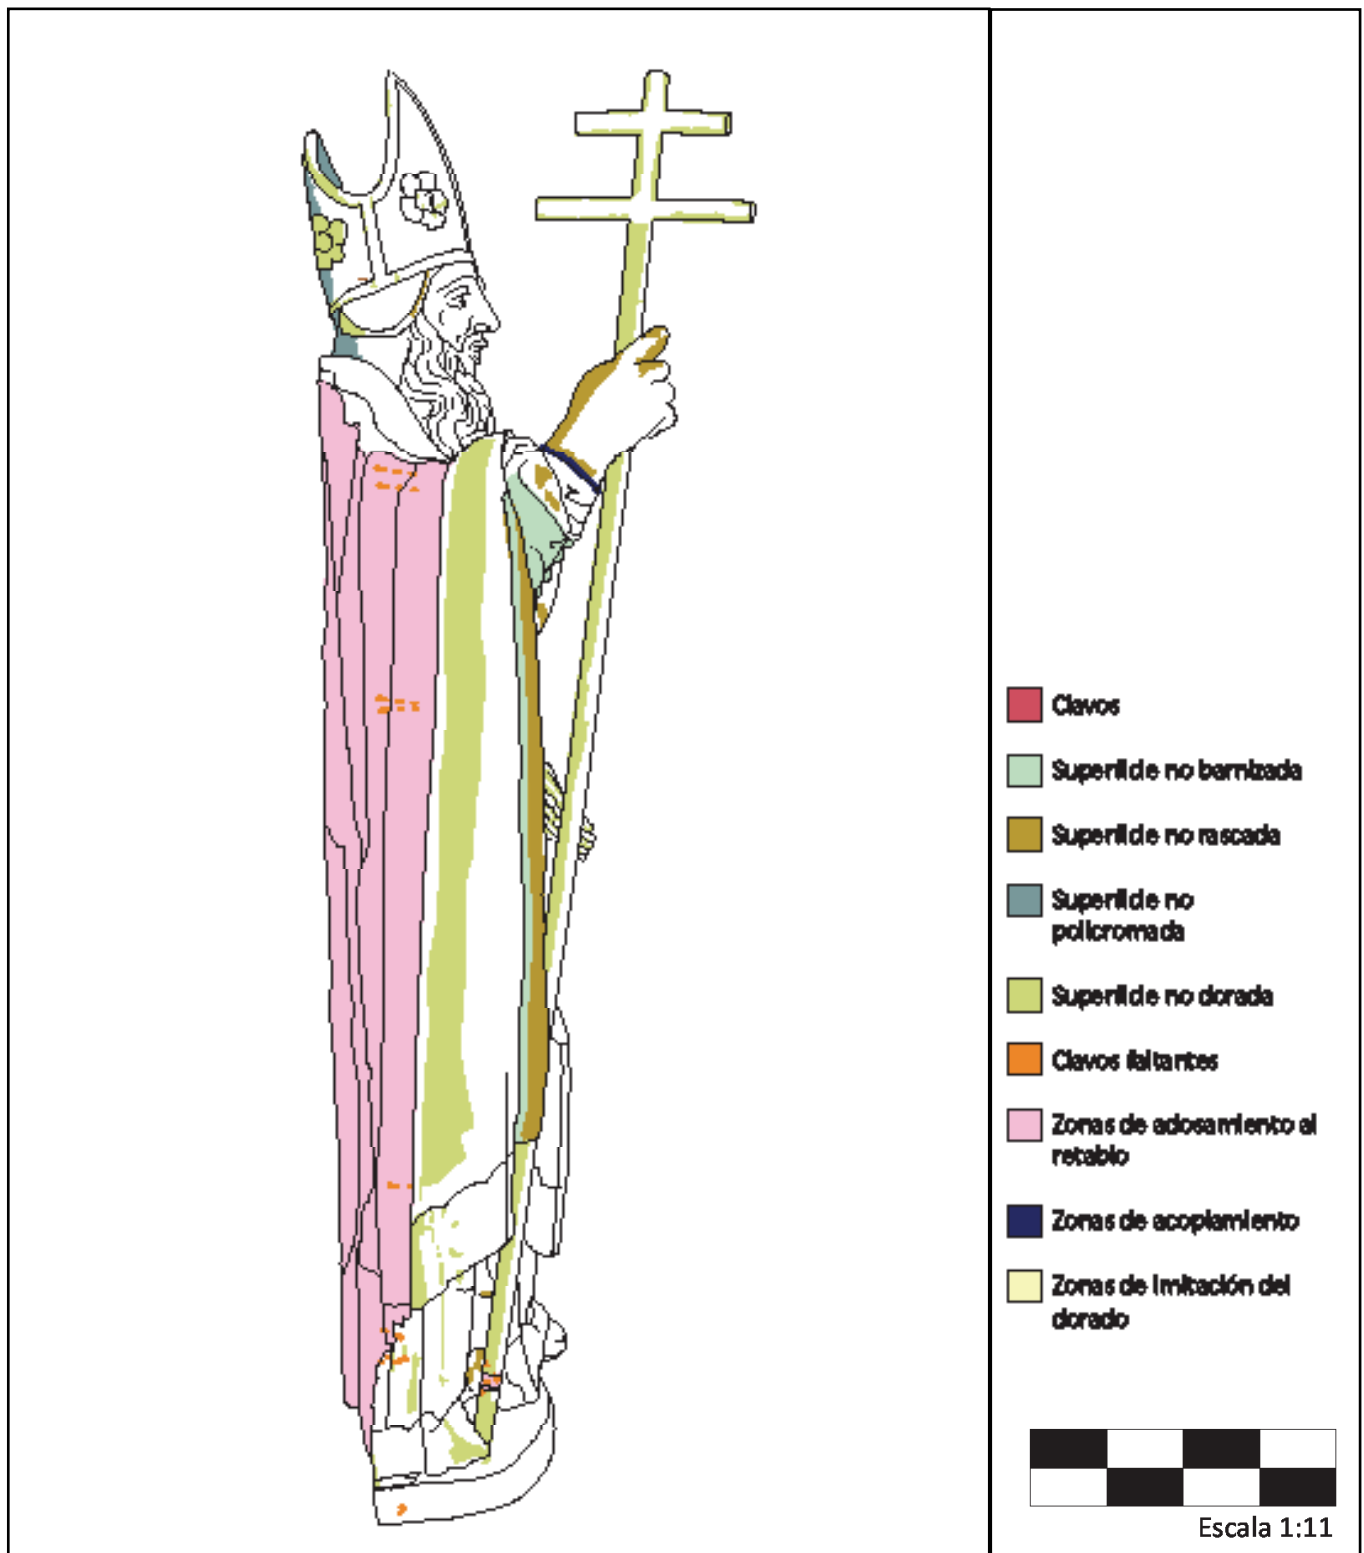 Clavos
Superficie no barnizada
Superficie no rascada
Superficie no
policromada
Superficie no dorada
Clavos faltantes
Zonas de adosamiento al
retablo
Zonas de acoplamiento
Zonas de imitación del
dorado
Escala 1:11